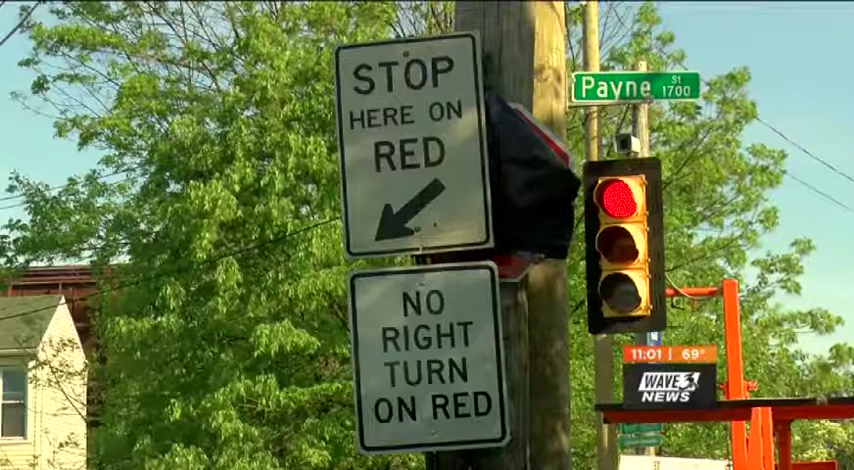 STOP
HERE ON
RED
NO
RIGHT
TURN
ON RED
Payne St
1700
11:01 69°
WAVE 3
NEWS